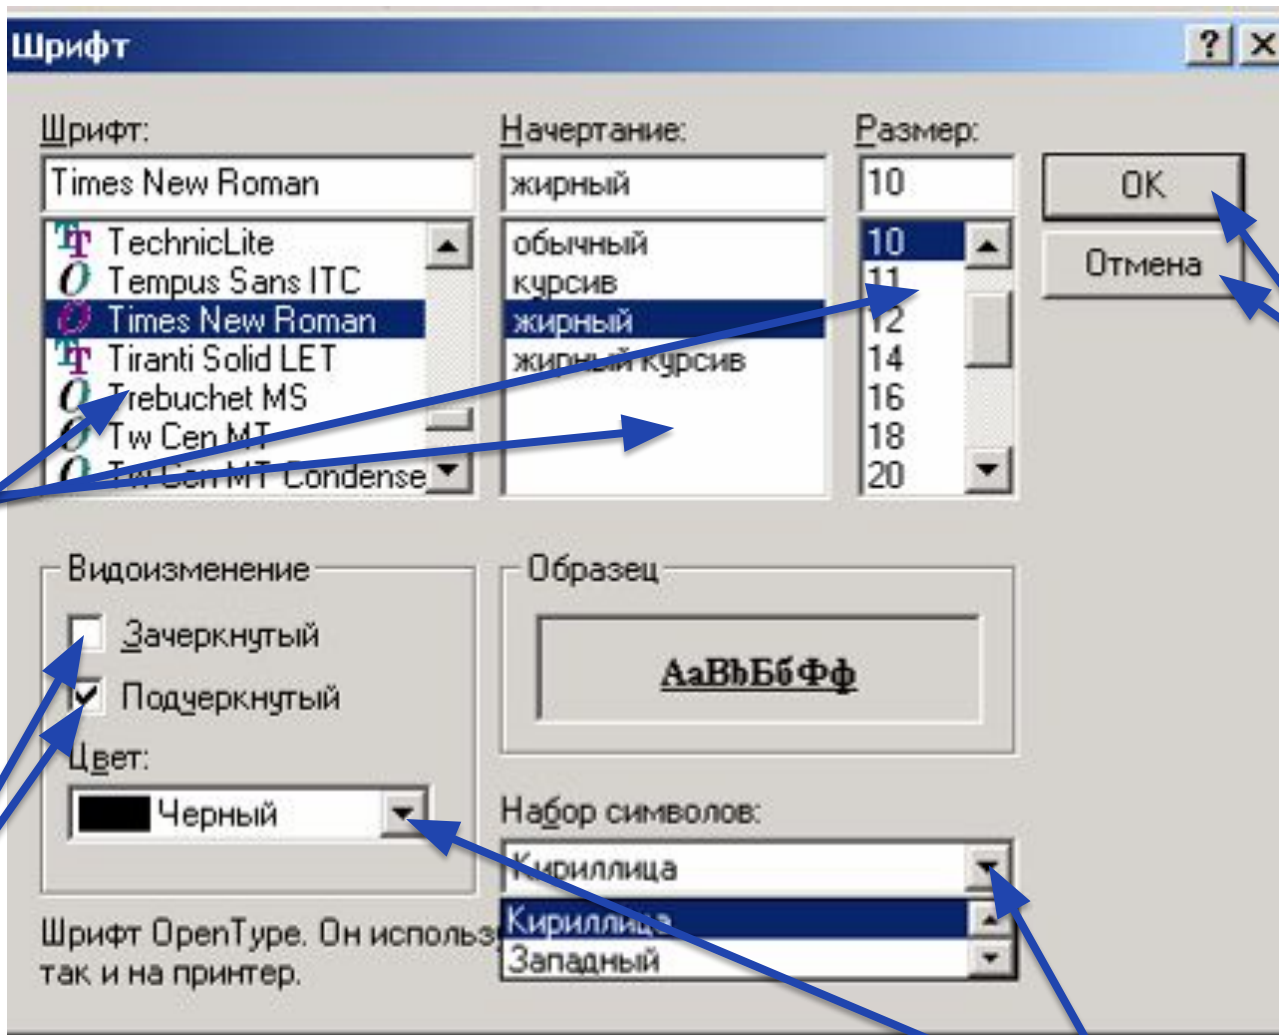 Шрифт
Шрифт:
Times New Roman
TechnicLite
Tempus Sans ITC
Times New Roman
Tiranti Solid LET
Trebuchet MS
Tw Cen MT
Tw Cen MT Condense
Начертание:
жирный
обычный
курсив
жирный
жирный курсив
Размер:
10
10
11
12
14
16
18
20
OK
Отмена
Видоизменение
Зачеркнутый
Подчеркнутый
Цвет:
Черный
Образец
АаВbБбФф
Набор символов:
Кириллица
Кириллица
Западный
Шрифт OpenType. Он использ
так и на принтер.